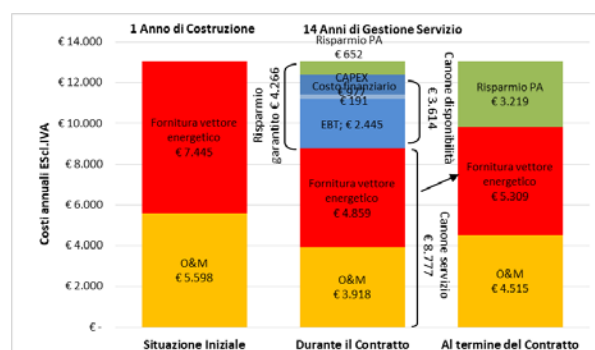 1 Anno di Costruzione
14 Anni di Gestione Servizio
Costi annuali EScl.IVA
€ 14.000
€ 12.000
€ 10.000
€ 8.000
€ 6.000
€ 4.000
€ 2.000
€ -
Fornitura vettore
energetico
€ 7.445
O&M
€ 5.598
Situazione Iniziale
Risparmio
garantito € 4.266
Risparmio PA
€ 652
CAPEX
€ 977
Costo finanziario
€ 191
EBT; € 2.445
Fornitura vettore
energetico
€ 4.859
O&M
€ 3.918
Durante il Contratto
Canone disponibilità
€ 3.614
Canone servizio
€ 8.777
Risparmio PA
€ 3.219
Fornitura vettore
energetico
€ 5.309
O&M
€ 4.515
Al termine del Contratto